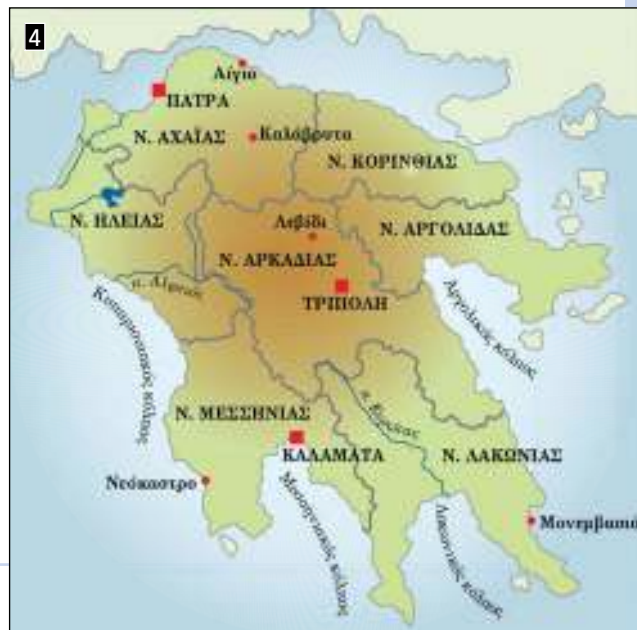 4
Αίγιο
ΠΑΤΡΑ
Ν. ΑΧΑΪΑΣ
Καλάβρυτα
Ν. ΚΟΡΙΝΘΙΑΣ
Ν. ΗΛΕΙΑΣ
Λεβίδι
Ν. ΑΡΓΟΛΙΔΑΣ
Ν. ΑΡΚΑΔΙΑΣ
ΤΡΙΠΟΛΗ
Αργολικός κόλπος
Κυπαρισσιακός κόλπος
Ν. ΜΕΣΣΗΝΙΑΣ
ΚΑΛΑΜΑΤΑ
Ν. ΛΑΚΩΝΙΑΣ
Νεόκαστρο
Μεσσηνιακός κόλπος
Λακωνικός κόλπος
Μονεμβασιά